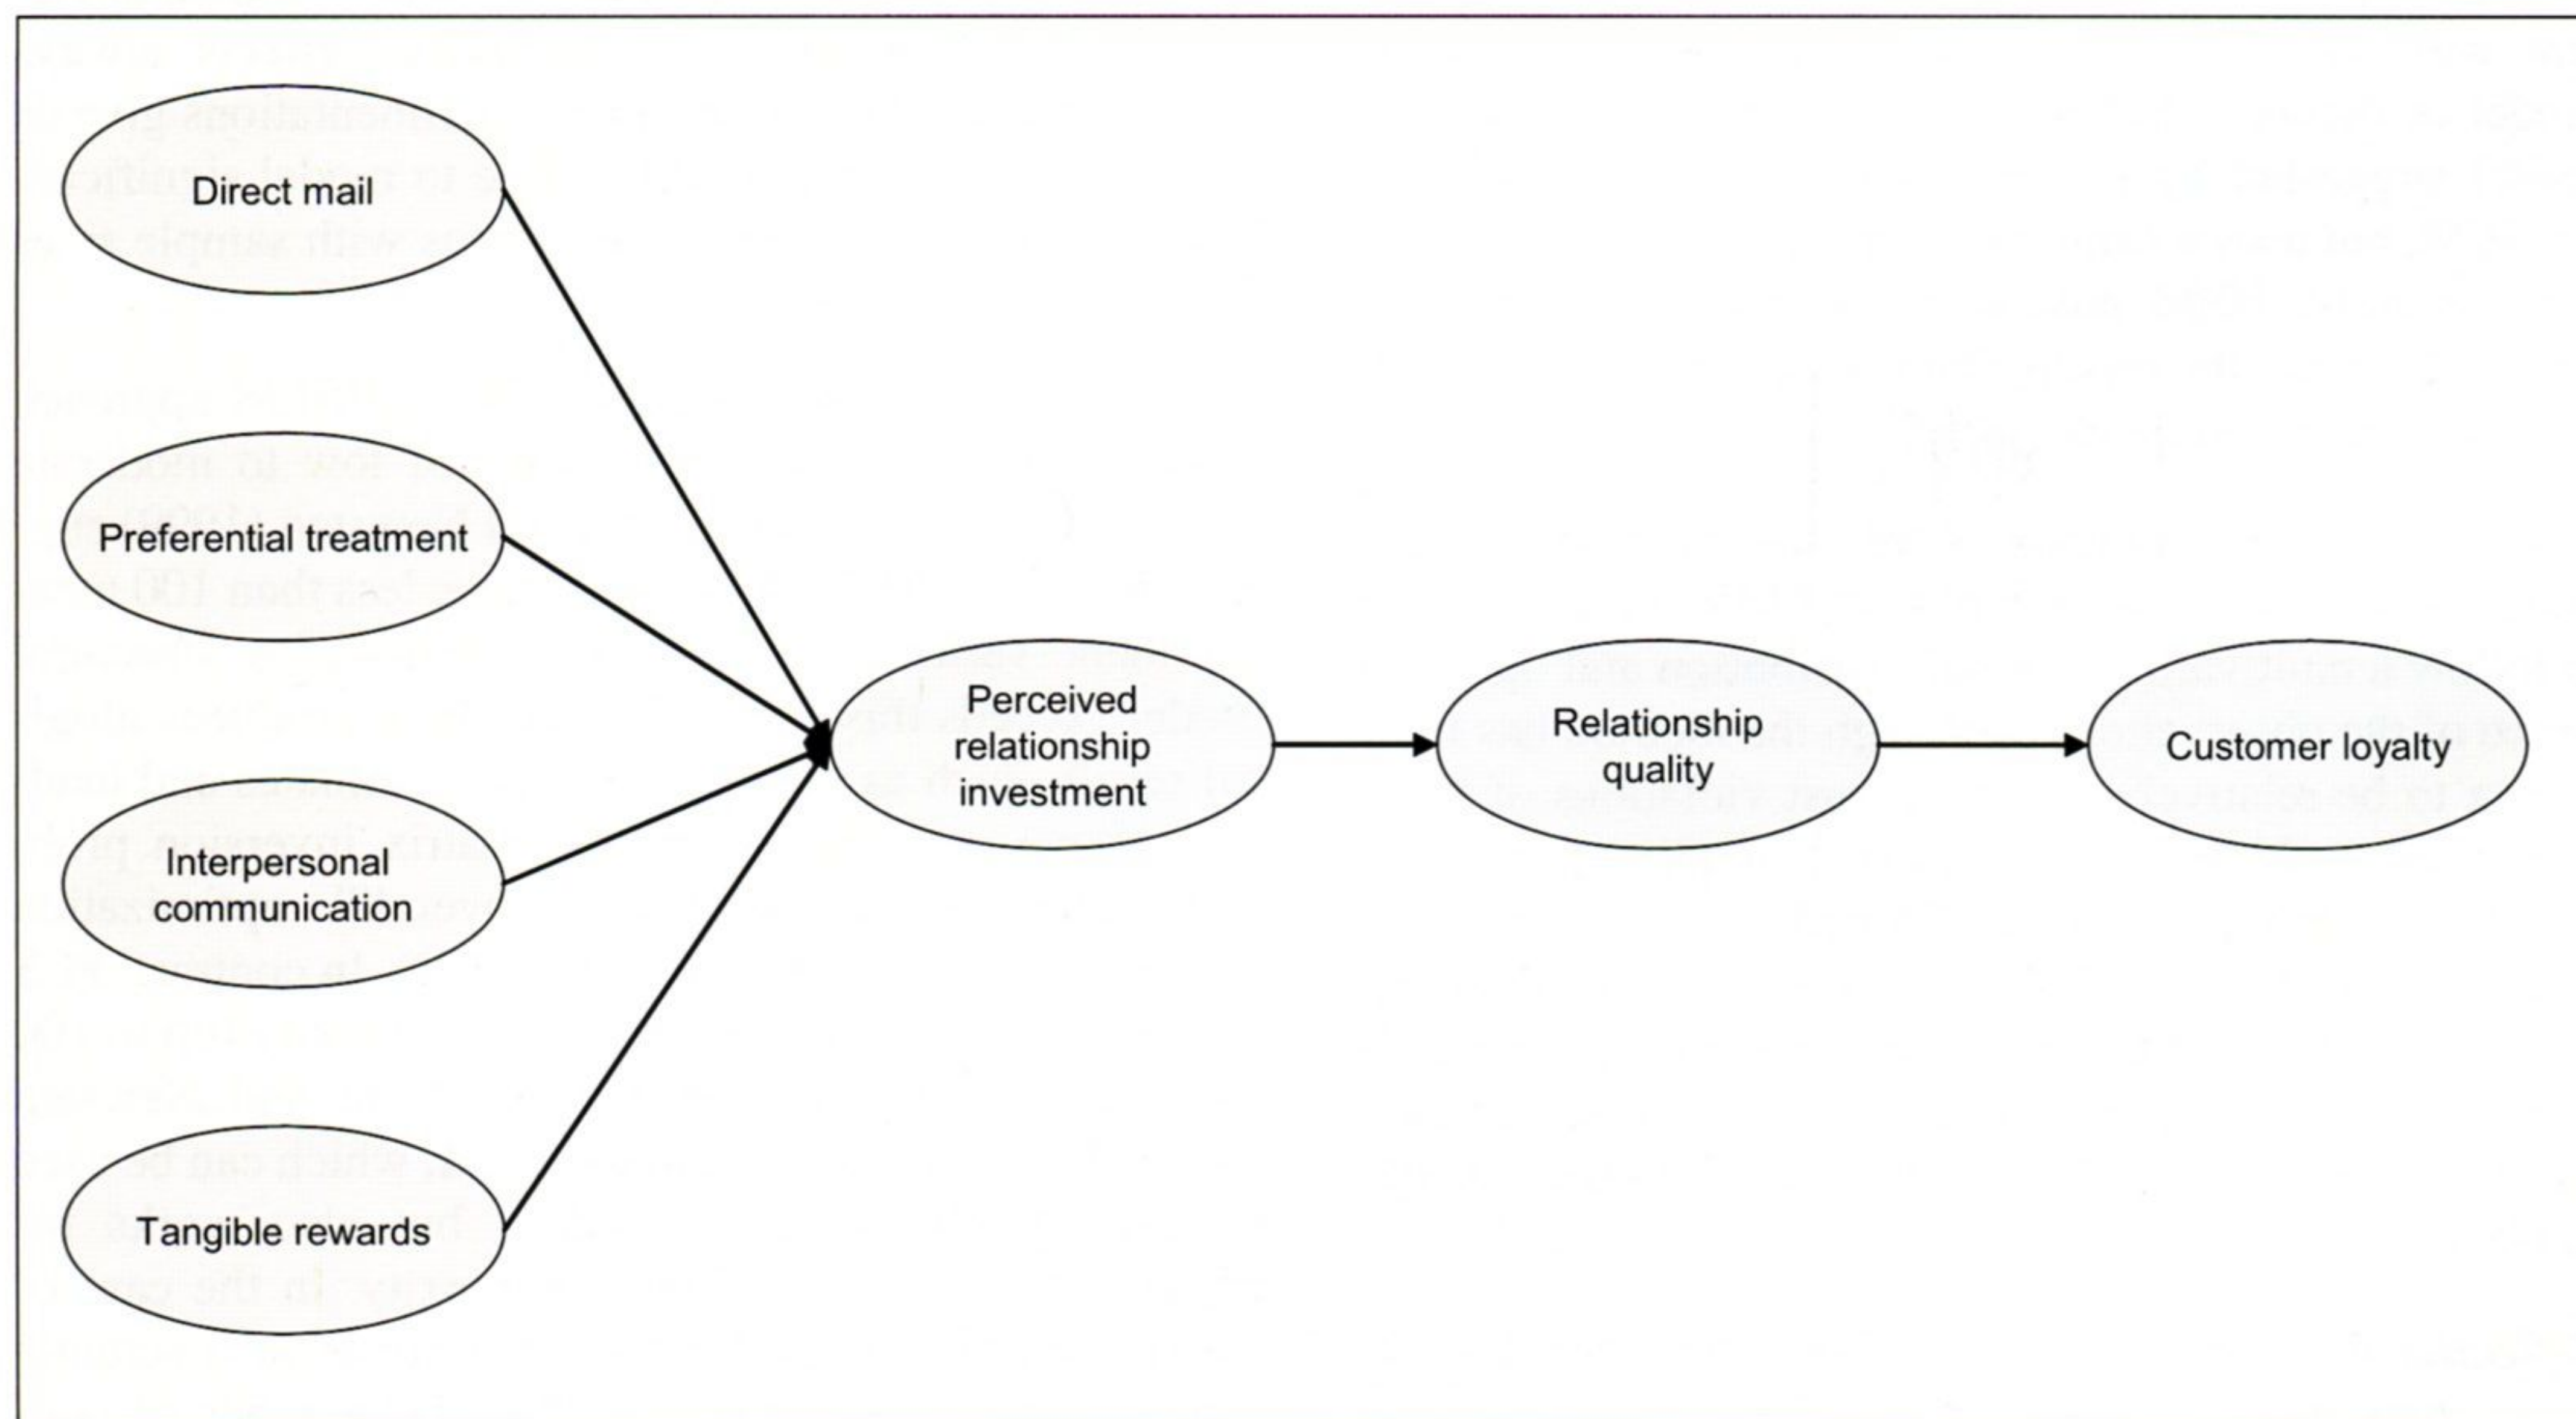 Direct mail
Preferential treatment
Interpersonal
communication
Tangible rewards
Perceived
relationship
investment
Relationship
quality
Customer loyalty